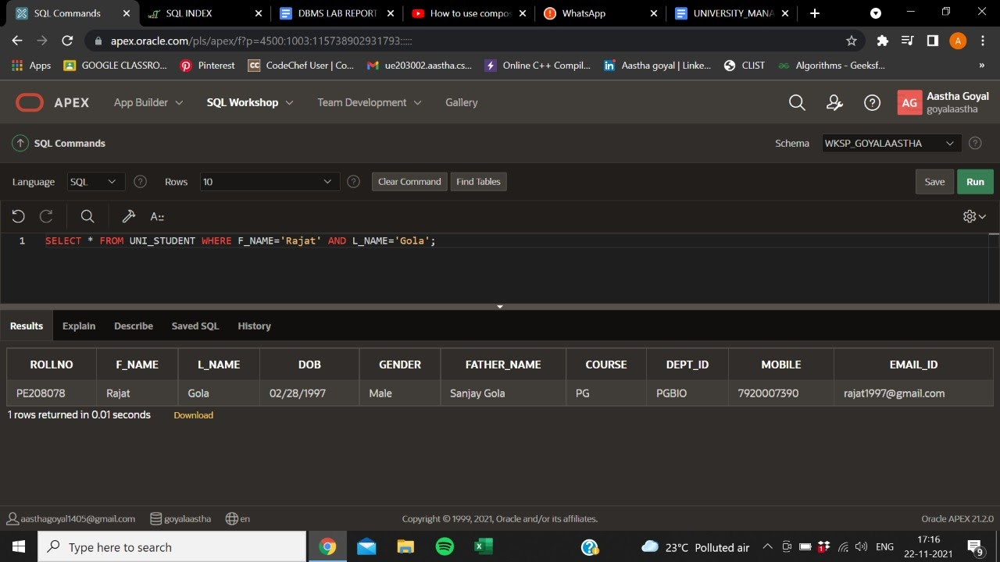 SQL Commands
SQL INDEX
DBMS LAB REPORT
How to use compos
WhatsApp
UNIVERSITY_MANA
apex.oracle.com/pls/apex/f?p=4500:1003:115738902931793:::::
A
Apps GOOGLE CLASSRO... Pinterest CC CodeChef User | Co... ue203002.aastha.cs... Online C++ Compil... in Aastha goyal | Linke... CLIST Algorithms - Geeksf... »
APEX App Builder SQL Workshop Team Development Gallery AG Aastha Goyal
goyalaastha
SQL Commands Schema WKSP_GOYALAASTHA ?
Language SQL ? Rows 10 ? Clear Command Find Tables Save Run
A::
1 SELECT * FROM UNI_STUDENT WHERE F_NAME='Rajat' AND L_NAME='Gola';
Results Explain Describe Saved SQL History
ROLLNO F_NAME L_NAME DOB GENDER FATHER_NAME COURSE DEPT_ID MOBILE EMAIL_ID
PE208078 Rajat Gola 02/28/1997 Male Sanjay Gola PG PGBIO 7920007390 rajat1997@gmail.com
1 rows returned in 0.01 seconds Download
aasthagoyal1405@gmail.com goyalaastha en Copyright © 1999, 2021, Oracle and/or its affiliates. Oracle APEX 21.2.0
Type here to search 23°C Polluted air ENG 17:16
22-11-2021 9